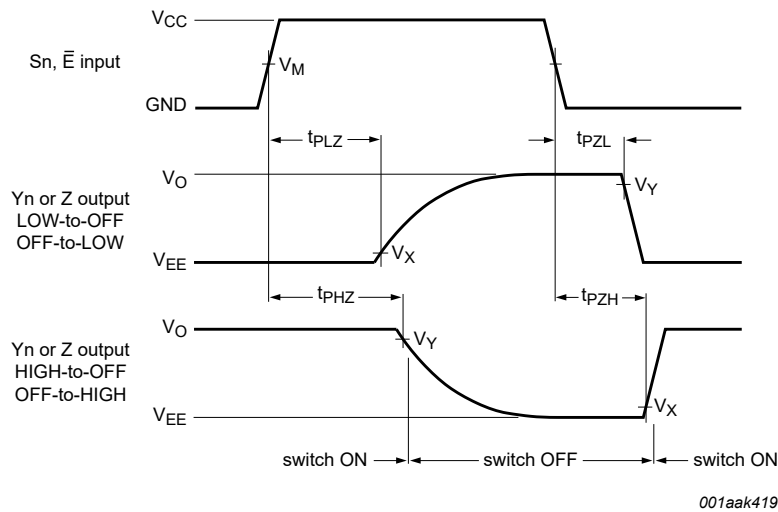 VCC
Sn, E̅ input
VM
GND
tPLZ
tPZL
VO
Yn or Z output
LOW-to-OFF
OFF-to-LOW
VY
VX
VEE
tPHZ
tPZH
VO
Yn or Z output
HIGH-to-OFF
OFF-to-HIGH
VY
VX
VEE
switch ON
switch OFF
switch ON
001aak419